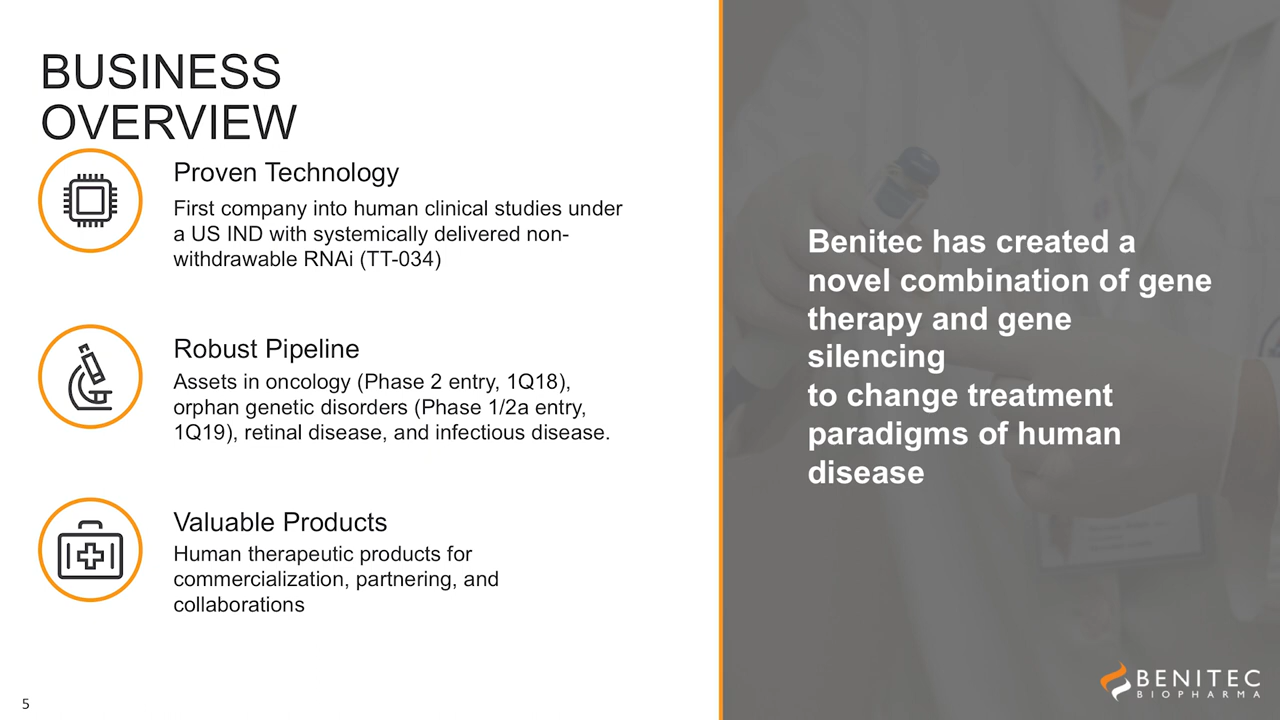 BUSINESS
OVERVIEW
Proven Technology
First company into human clinical studies under
a US IND with systemically delivered non-
withdrawable RNAi (TT-034)
Robust Pipeline
Assets in oncology (Phase 2 entry, 1Q18),
orphan genetic disorders (Phase 1/2a entry,
1Q19), retinal disease, and infectious disease.
Valuable Products
Human therapeutic products for
commercialization, partnering, and
collaborations
5
Benitec has created a
novel combination of gene
therapy and gene
silencing
to change treatment
paradigms of human
disease
BENITEC
BIOPHARMA